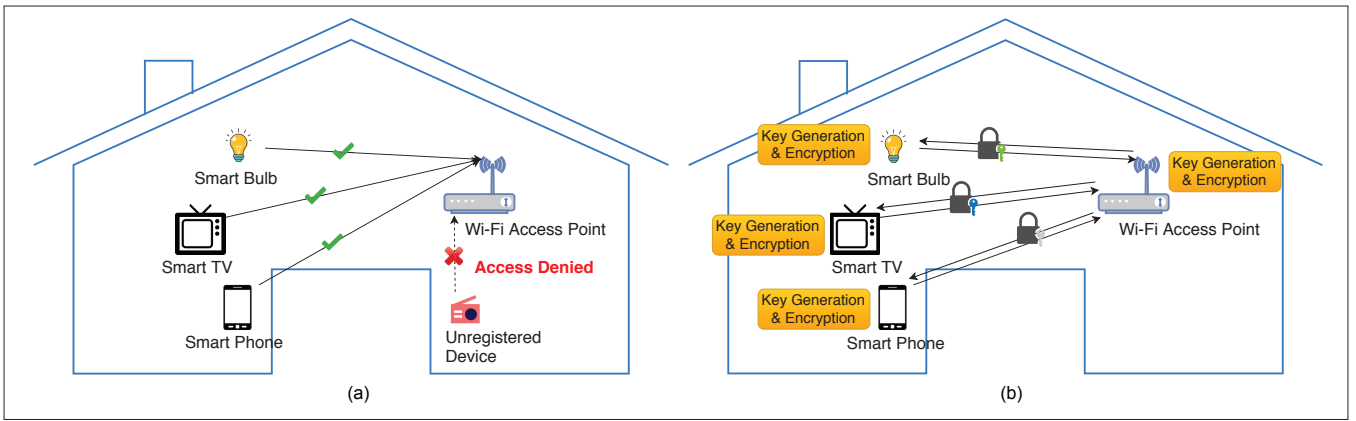 Smart Bulb
Smart TV
Smart Phone
Wi-Fi Access Point
Access Denied
Unregistered
Device
(a)
Key Generation
& Encryption
Smart Bulb
Key Generation
& Encryption
Key Generation
& Encryption
Smart TV
Wi-Fi Access Point
Key Generation
& Encryption
Smart Phone
(b)